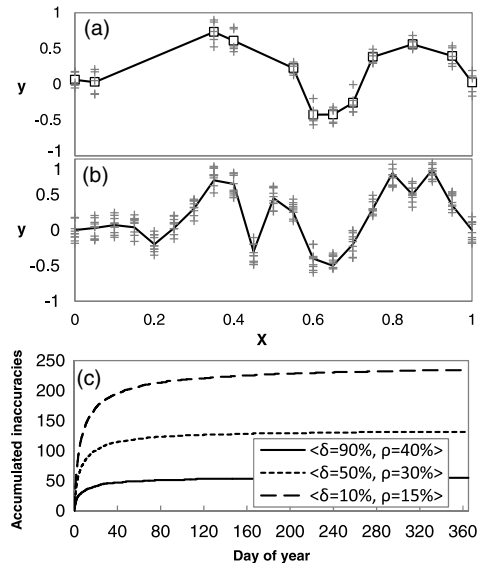 (a)
1
0.5
0
-0.5
-1
y
(b)
1
0.5
0
-0.5
-1
y
0 0.2 0.4 0.6 0.8 1
X
(c)
250
200
150
100
50
0
Accumulated inaccuracies
<δ=90%, ρ=40%>
<δ=50%, ρ=30%>
<δ=10%, ρ=15%>
0 40 80 120 160 200 240 280 320 360
Day of year